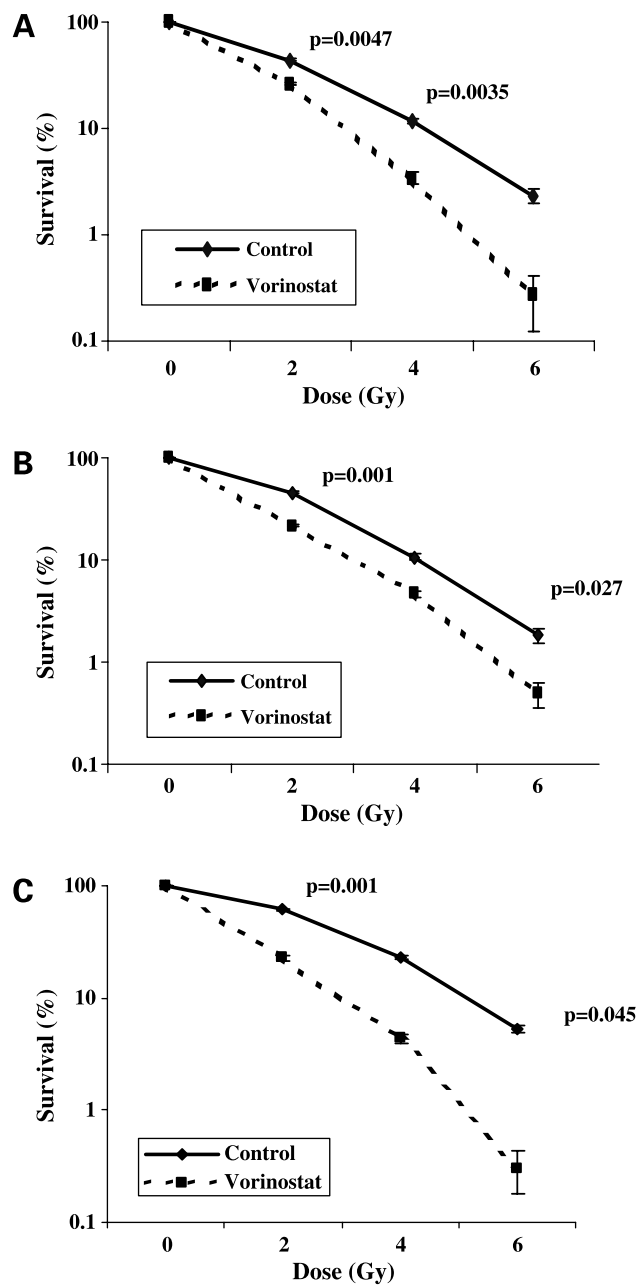 A
100
p=0.0047
p=0.0035
10
Survival (%)
1
Control
Vorinostat
0.1
0 2 4 6
Dose (Gy)
B
100
p=0.001
10
p=0.027
Survival (%)
1
Control
Vorinostat
0.1
0 2 4 6
Dose (Gy)
C
100
p=0.001
10
p=0.045
Survival (%)
1
Control
Vorinostat
0.1
0 2 4 6
Dose (Gy)